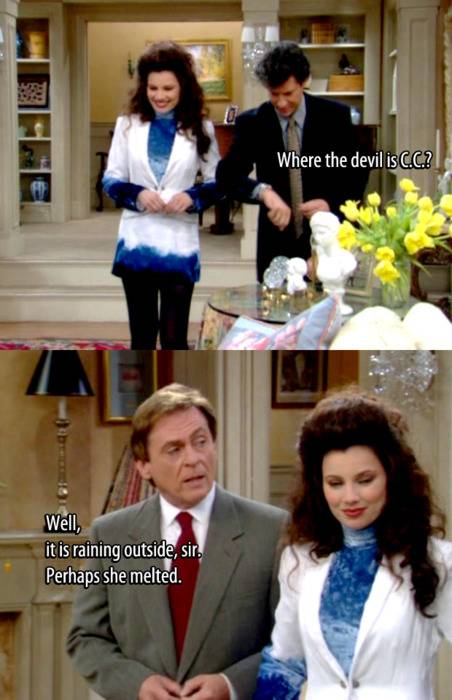 Where the devil is C.C.?
Well,
it is raining outside, sir.
Perhaps she melted.